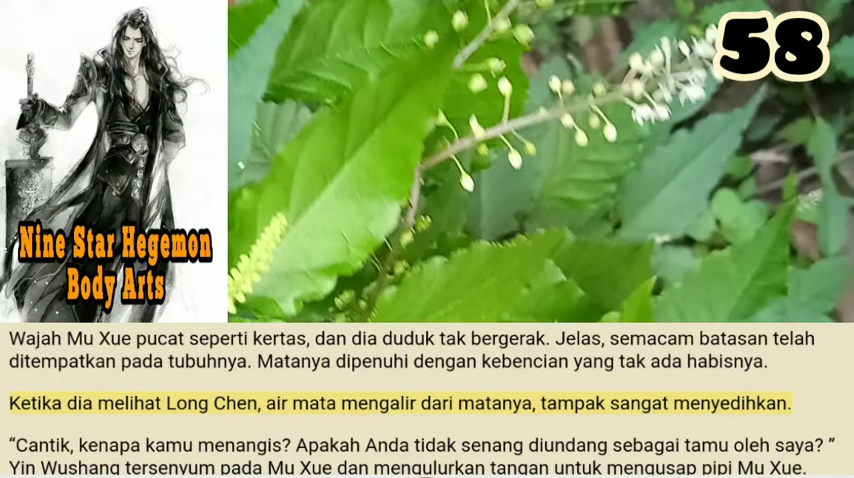 58
Nine Star Hegemon
Body Arts
Wajah Mu Xue pucat seperti kertas, dan dia duduk tak bergerak. Jelas, semacam batasan telah
ditempatkan pada tubuhnya. Matanya dipenuhi dengan kebencian yang tak ada habisnya.
Ketika dia melihat Long Chen, air mata mengalir dari matanya, tampak sangat menyedihkan.
“Cantik, kenapa kamu menangis? Apakah Anda tidak senang diundang sebagai tamu oleh saya? ”
Yin Wushang tersenyum pada Mu Xue dan mengulurkan tangan untuk mengusap pipi Mu Xue.